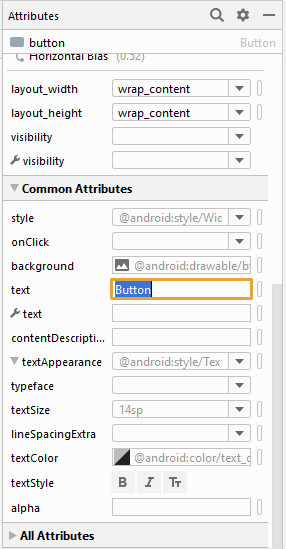 Attributes
button Button
Horizontal Bias (0.52)
layout_width wrap_content
layout_height wrap_content
visibility
visibility
Common Attributes
style @android:style/Wic
onClick
background @android:drawable/b
text Button
text
contentDescripti...
textAppearance @android:style/Text
typeface
textSize 14sp
lineSpacingExtra
textColor @android:color/text_c
textStyle B I Tт
alpha
All Attributes